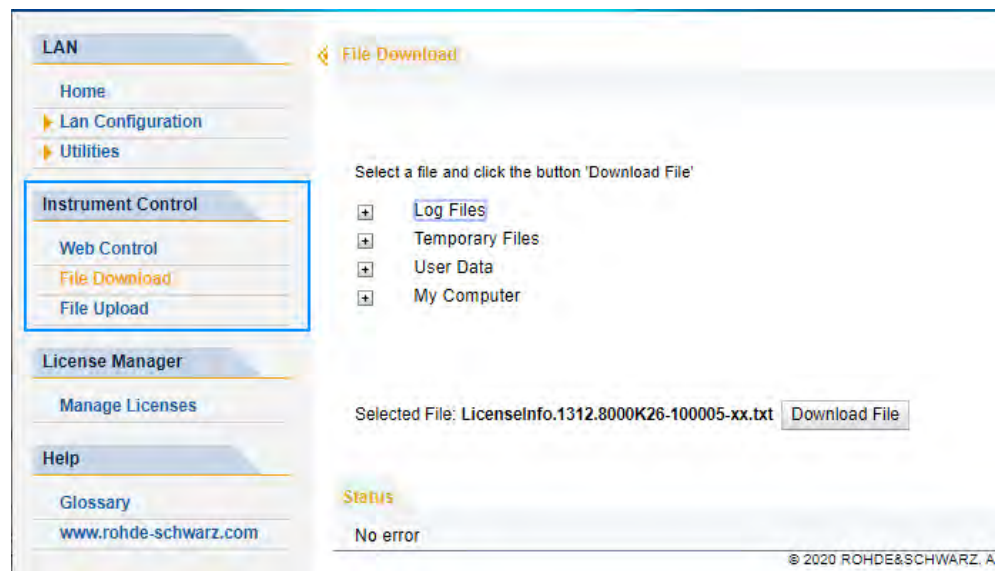 LAN
Home
Lan Configuration
Utilities
Instrument Control
Web Control
File Download
File Upload
License Manager
Manage Licenses
Help
Glossary
www.rohde-schwarz.com
File Download
Select a file and click the button 'Download File'
Log Files
Temporary Files
User Data
My Computer
Selected File: LicenseInfo.1312.8000K26-100005-xx.txt Download File
Status
No error
© 2020 ROHDE&SCHWARZ. A